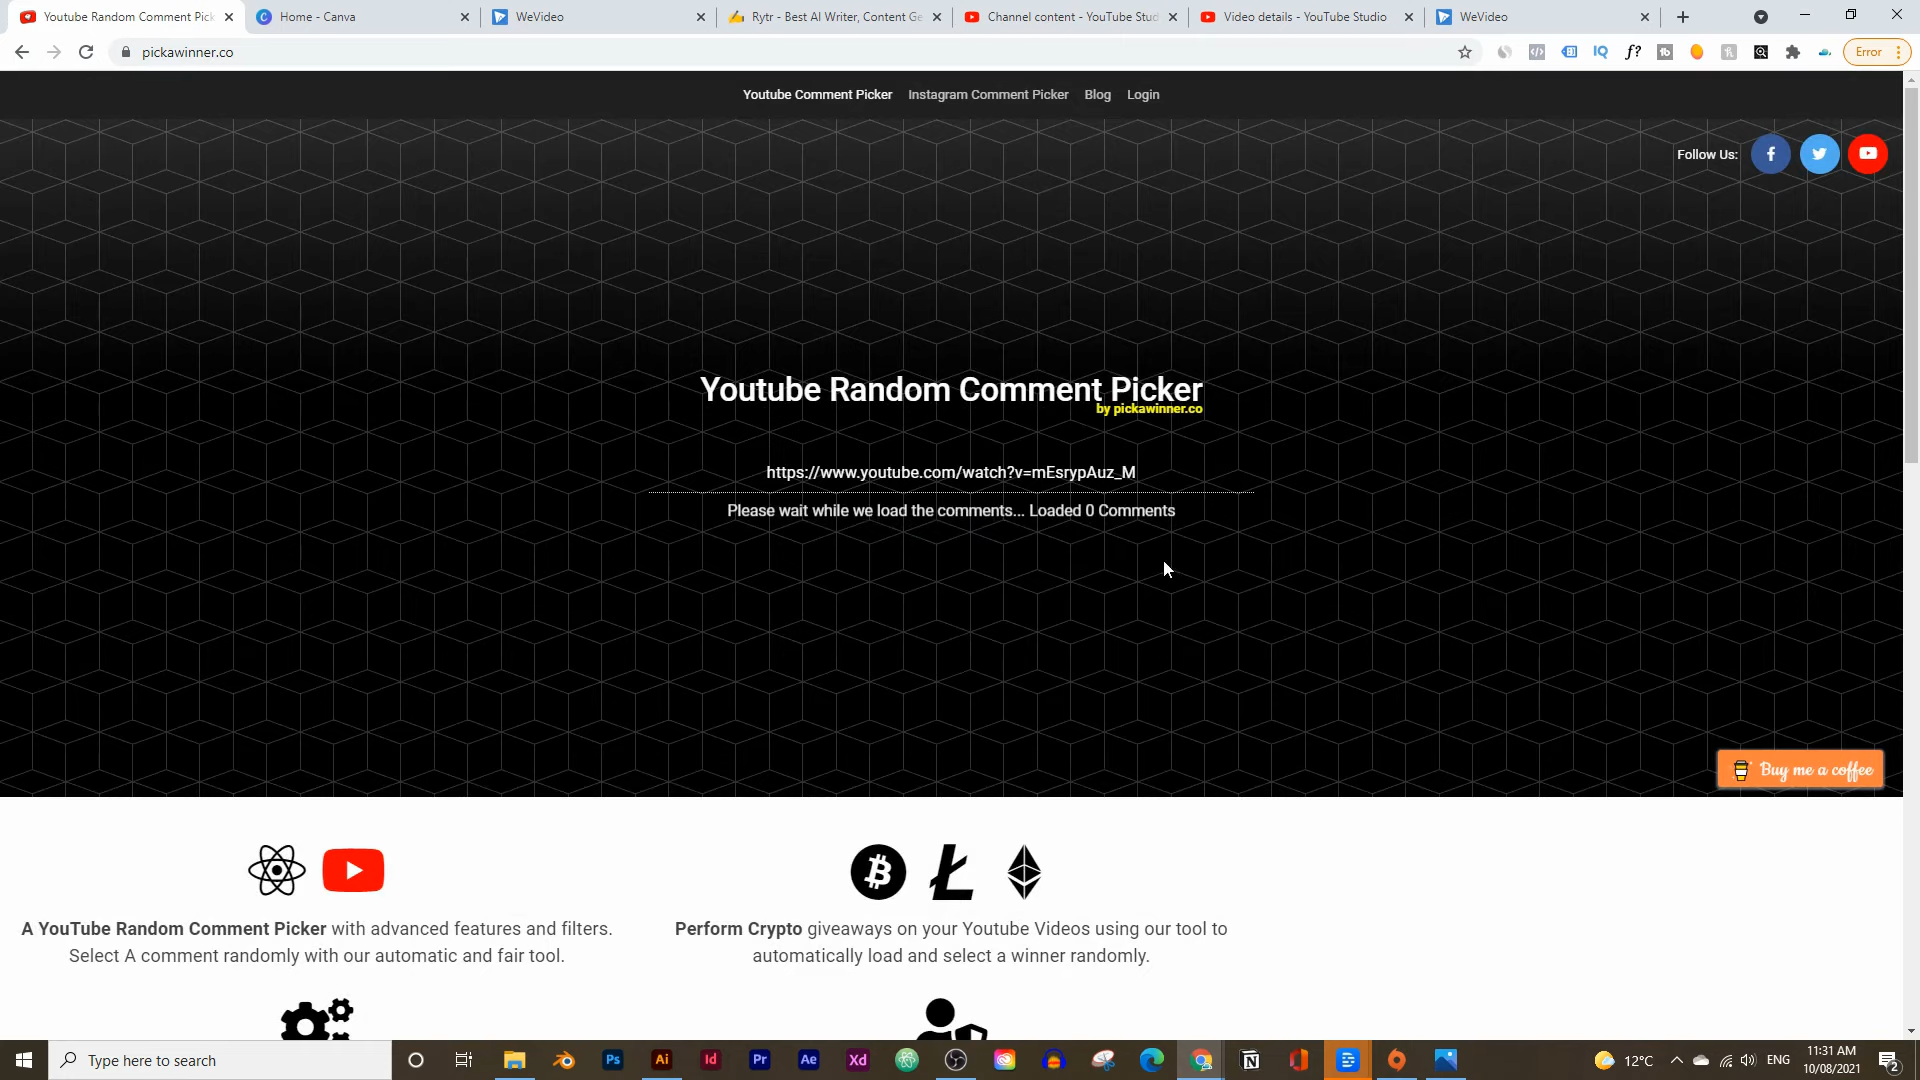 Youtube Random Comment Pick
Home - Canva
WeVideo
Rytr - Best AI Writer, Content Ge
Channel content - YouTube Stud
Video details - YouTube Studio
WeVideo
pickawinner.co
Error
Youtube Comment Picker Instagram Comment Picker Blog Login
Follow Us:
Youtube Random Comment Picker
by pickawinner.co
https://www.youtube.com/watch?v=mEsrypAuz_M
Please wait while we load the comments... Loaded 0 Comments
Buy me a coffee
A YouTube Random Comment Picker with advanced features and filters.
Select A comment randomly with our automatic and fair tool.
Perform Crypto giveaways on your Youtube Videos using our tool to
automatically load and select a winner randomly.
Type here to search
Ps
Ai
Id
Pr
Ae
Xd
12°C
ENG
11:31 AM
10/08/2021
2